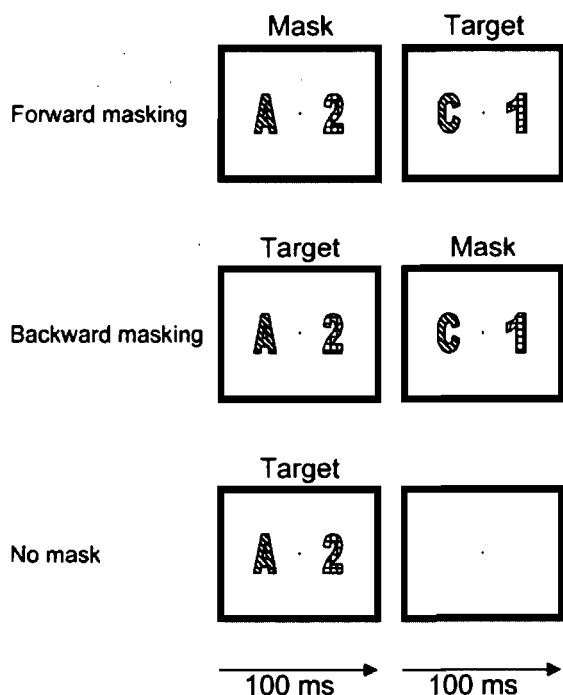 Mask Target
Forward masking A · 2 C · 1
Target Mask
Backward masking A · 2 C · 1
Target
No mask A · 2 ·
100 ms 100 ms